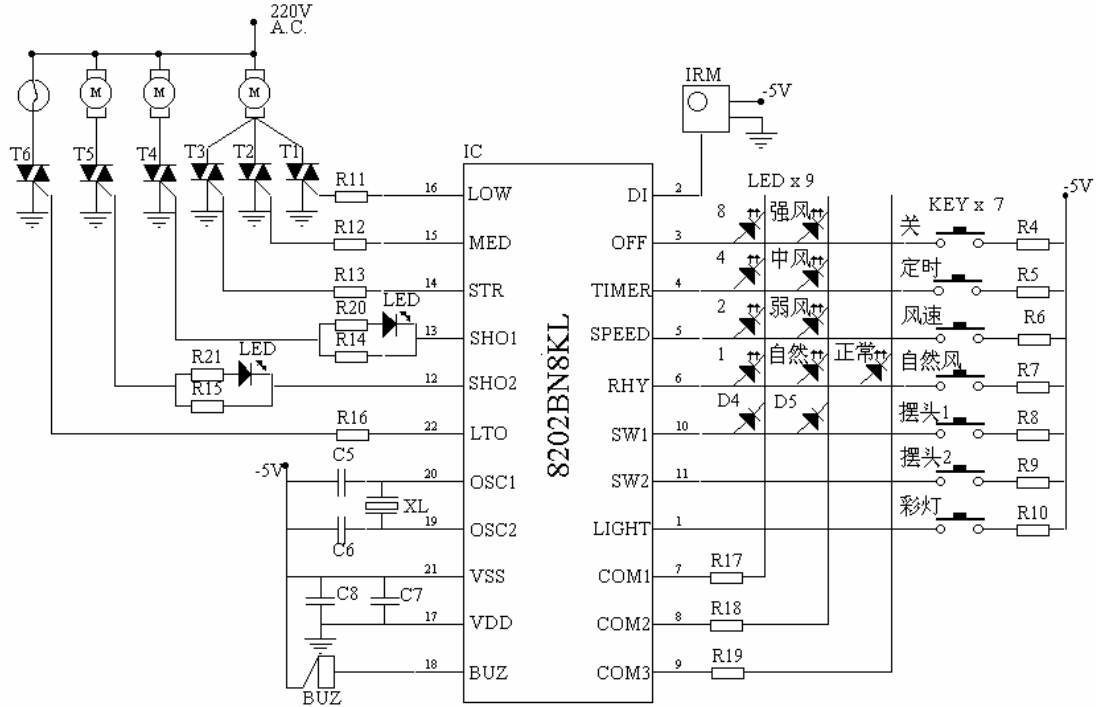 220V
A.C.
IRM
-5V
M M M
T6 T5 T4 T3 T2 T1
IC
R11 16 LOW
DI 2
LED x 9
-5V
KEY x 7
R12 15 MED
OFF 3 8 强风 关 R4
R13 14 STR
TIMER 4 4 中风 定时 R5
R20 LED
R14 13 SHO1
SPEED 5 2 弱风 风速 R6
R21 LED
R15 12 SHO2
RHY 6 1 自然 正常 自然风 R7
R16 22 LTO
SW1 10 D4 D5 摆头1 R8
8202BN8KL
-5V
C5 20 OSC1
SW2 11 摆头2 R9
XL
C6 19 OSC2
LIGHT 1 彩灯 R10
21 VSS
COM1 7 R17
C8 C7
17 VDD
COM2 8 R18
18 BUZ
COM3 9 R19
BUZ